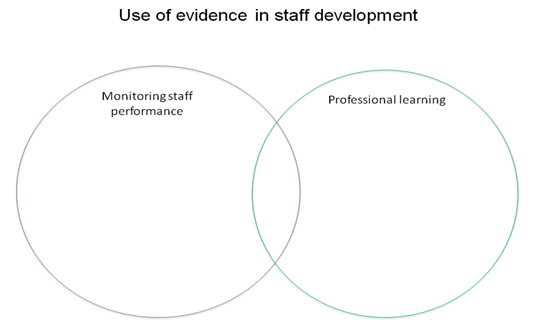 Use of evidence in staff development
Monitoring staff
performance
Professional learning